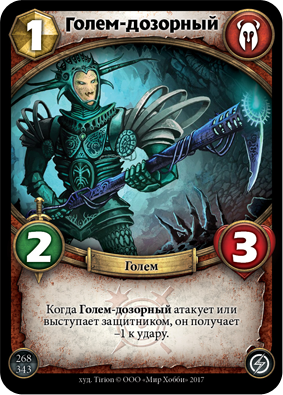 1
Голем-дозорный
2
3
Голем
Когда Голем-дозорный атакует или
выступает защитником, он получает
–1 к удару.
268
343
худ. Tirion © ООО «Мир Хобби» 2017